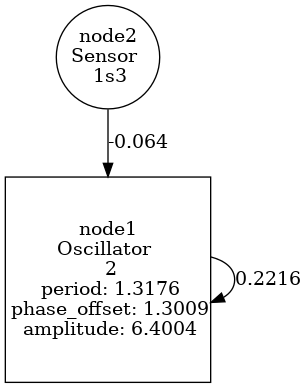 node2
Sensor
1s3
-0.064
node1
Oscillator
2
period: 1.3176
phase_offset: 1.3009
amplitude: 6.4004
0.2216